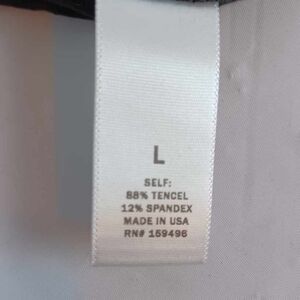 L
SELF:
88% TENCEL
12% SPANDEX
MADE IN USA
RN# 159496